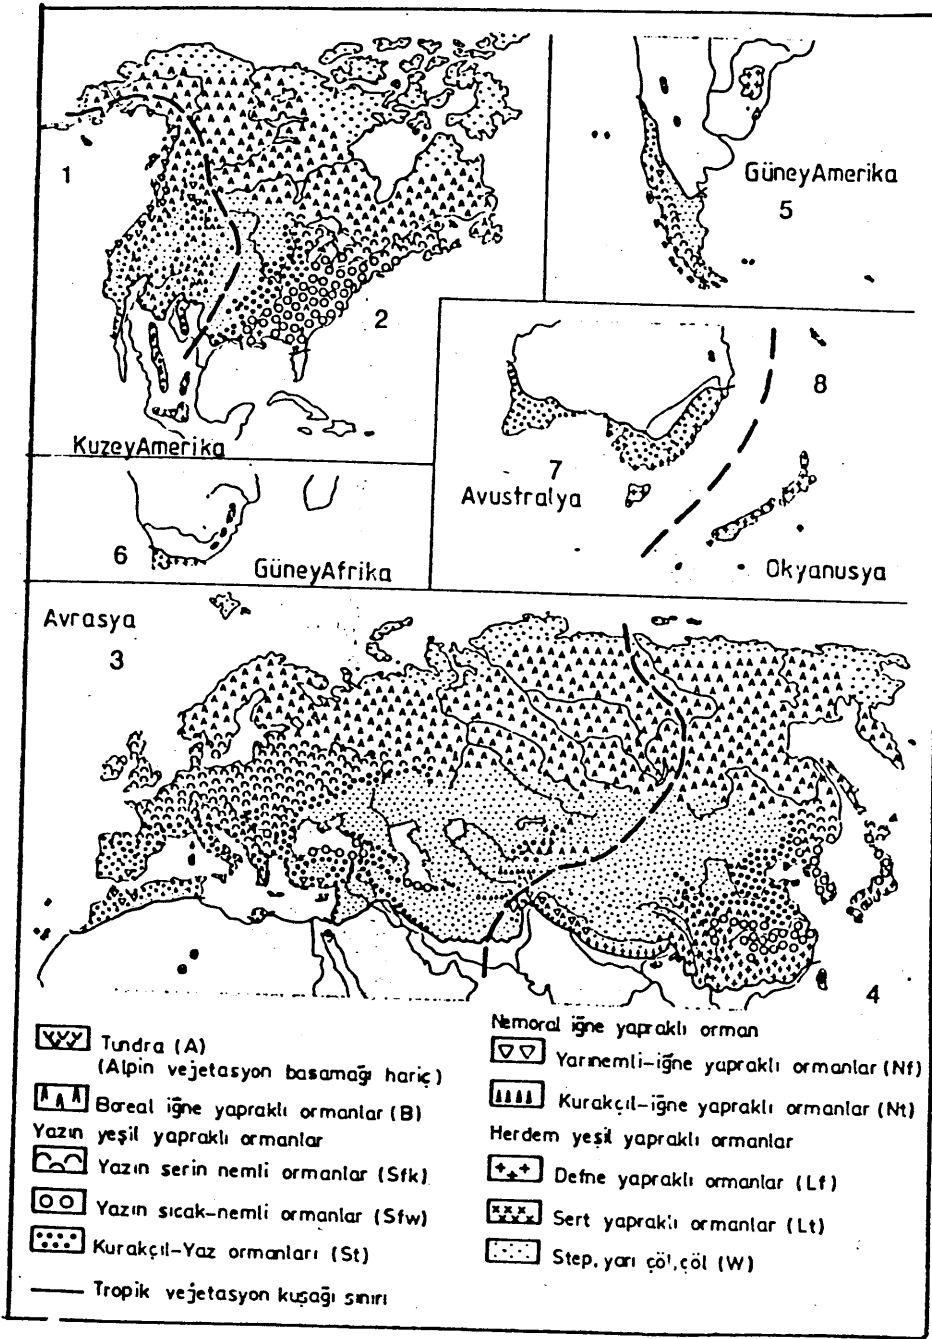 1
2
KuzeyAmerika
GüneyAmerika
5
8
7
Avustralya
Okyanusya
6
GüneyAfrika
Avrasya
3
4
Tundra (A)
(Alpin vejetasyon basamağı hariç)
Boreal iğne yapraklı ormanlar (B)
Yazın yeşil yapraklı ormanlar
Yazın serin nemli ormanlar (Sfk)
Yazın sıcak-nemli ormanlar (Sfw)
Kurakçıl-Yaz ormanları (St)
Tropik vejetasyon kuşağı sınırı
Nemoral iğne yapraklı orman
Yarınemli-iğne yapraklı ormanlar (Nf)
Kurakçıl-iğne yapraklı ormanlar (Nt)
Herdem yeşil yapraklı ormanlar
Defne yapraklı ormanlar (Lf)
Sert yapraklı ormanlar (Lt)
Step, yarı çöl, çöl (W)